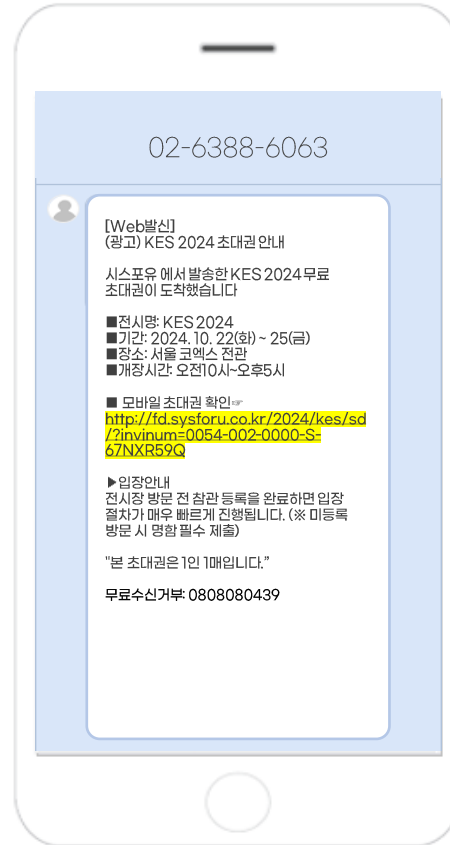 02-6388-6063
[Web발신]
(광고) KES 2024 초대권 안내
시스포유 에서 발송한 KES 2024 무료
초대권이 도착했습니다
■전시명: KES 2024
■기간: 2024. 10. 22(화) ~ 25(금)
■장소: 서울 코엑스 전관
■개장시간: 오전10시~오후5시
■ 모바일 초대권 확인☞
http://fd.sysforu.co.kr/2024/kes/sd
/?invinum=0054-002-0000-S-
67NXR59Q
▶입장안내
전시장 방문 전 참관 등록을 완료하면 입장
절차가 매우 빠르게 진행됩니다. (※ 미등록
방문 시 명함 필수 제출)
"본 초대권은 1인 1매입니다.”
무료수신거부: 0808080439